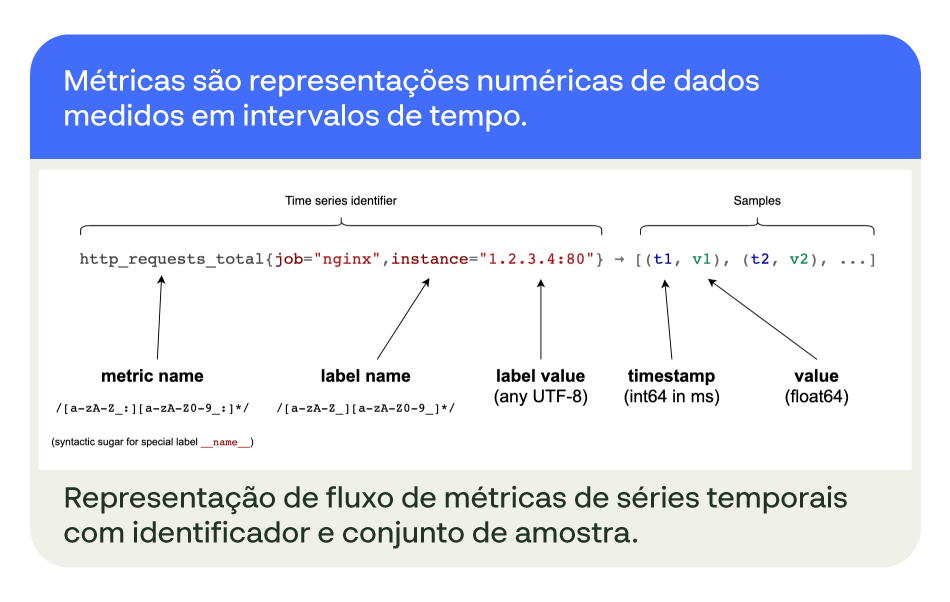 Métricas são representações numéricas de dados
medidos em intervalos de tempo.
Time series identifier
Samples
http_requests_total{job="nginx",instance="1.2.3.4:80"} → [(t1, v1), (t2, v2), ...]
metric name
label name
label value
timestamp
value
(any UTF-8)
(int64 in ms)
(float64)
/[a-zA-Z_:][a-zA-Z0-9_:]*/
/[a-zA-Z_][a-zA-Z0-9_]*/
(syntactic sugar for special label __name__)
Representação de fluxo de métricas de séries temporais
com identificador e conjunto de amostra.